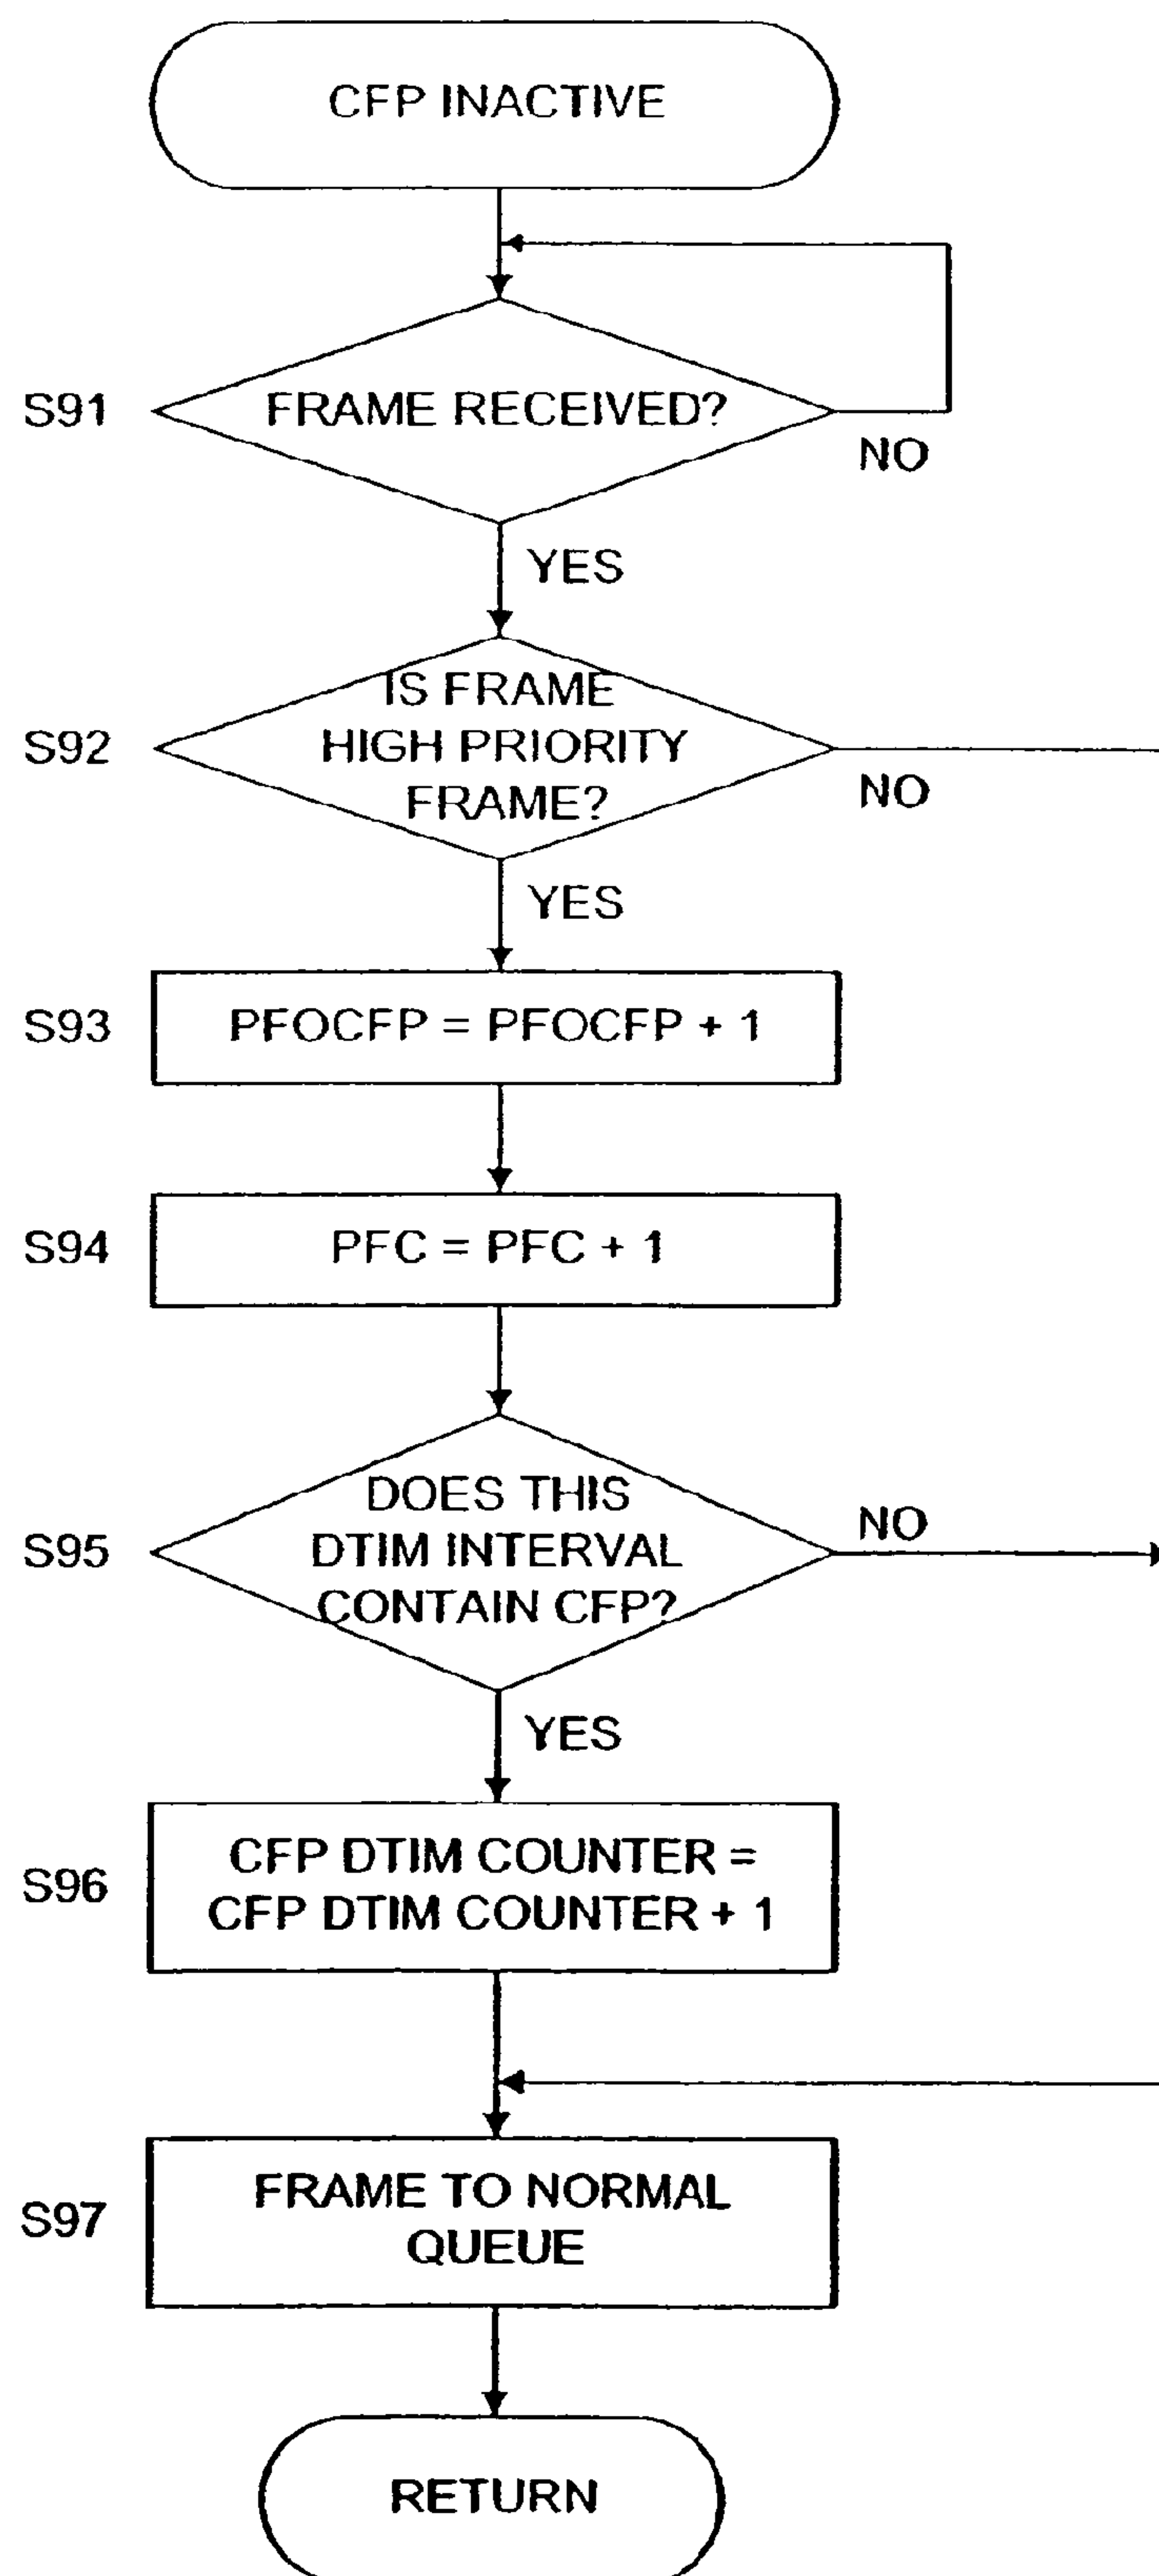 CFP INACTIVE
S91
FRAME RECEIVED?
NO
YES
S92
IS FRAME
HIGH PRIORITY
FRAME?
NO
YES
S93
PFOCFP = PFOCFP + 1
S94
PFC = PFC + 1
S95
DOES THIS
DTIM INTERVAL
CONTAIN CFP?
NO
YES
S96
CFP DTIM COUNTER =
CFP DTIM COUNTER + 1
S97
FRAME TO NORMAL
QUEUE
RETURN